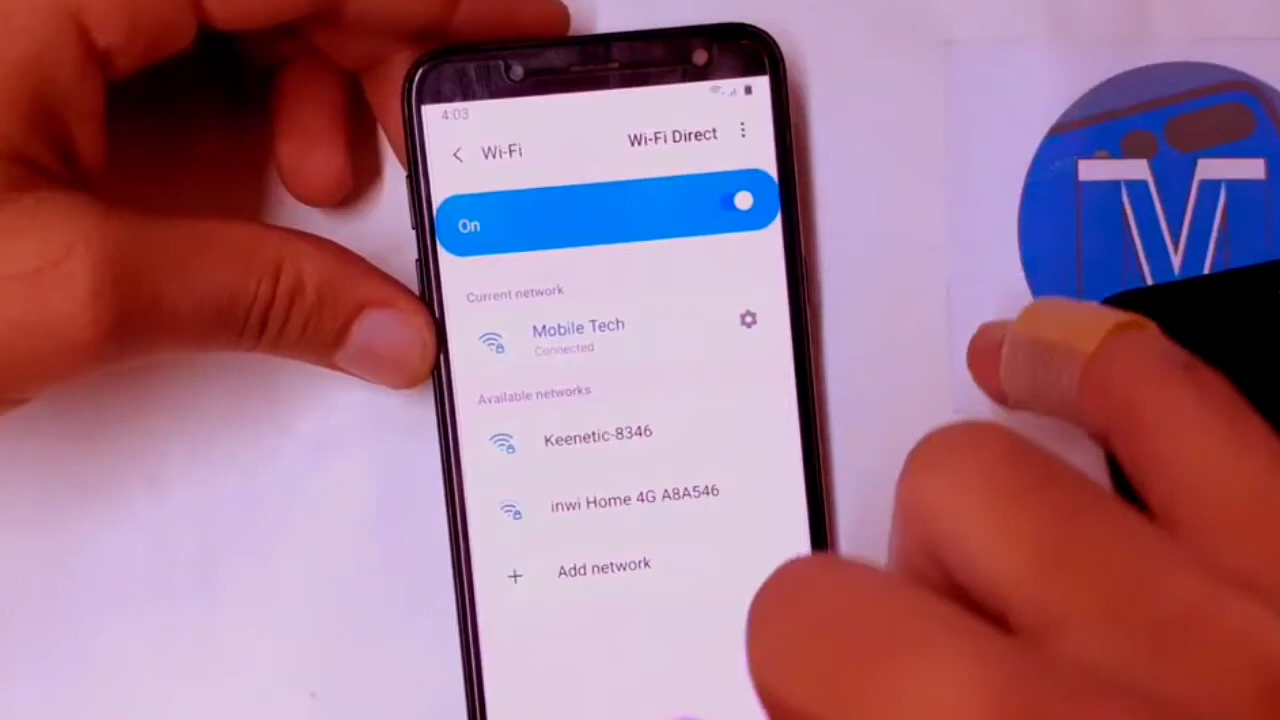 4:03
Wi-Fi
Wi-Fi Direct
On
Current network
Mobile Tech
Connected
Available networks
Keenetic-8346
inwi Home 4G A8A546
Add network